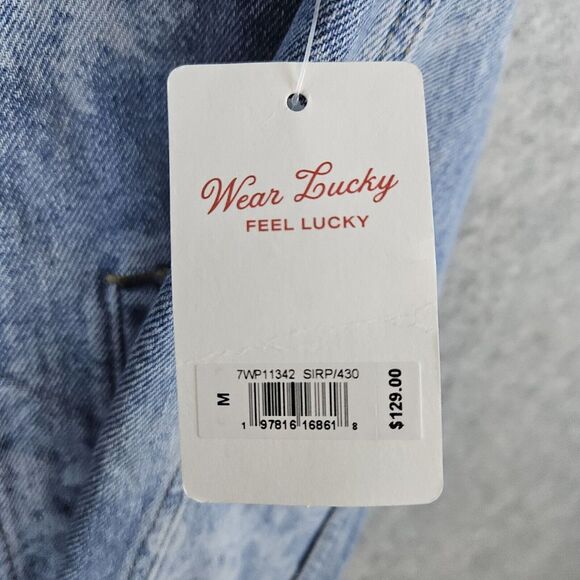 Wear Lucky
FEEL LUCKY
7WP11342 SIRP/430
M
1 97816 16861 8
$129.00